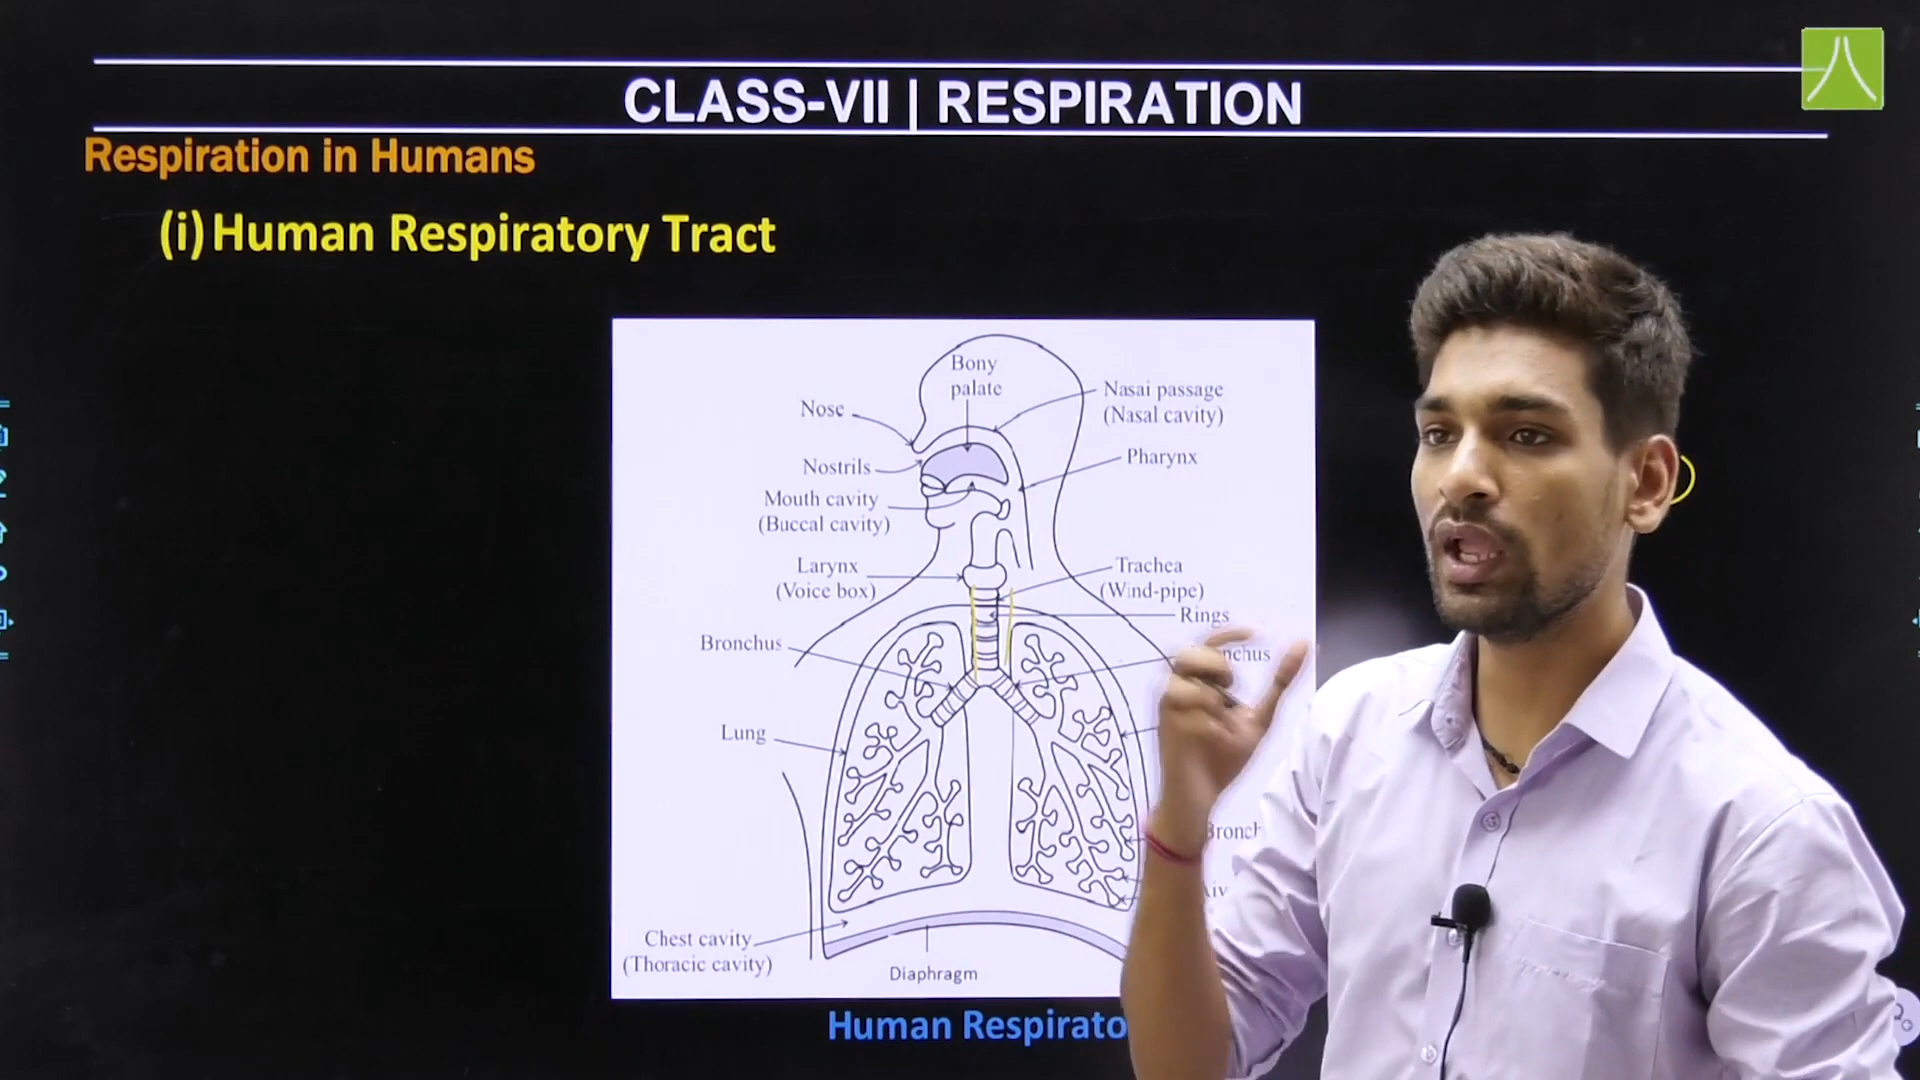 CLASS-VII | RESPIRATION
Respiration in Humans
(i) Human Respiratory Tract
Bony
palate
Nose
Nasai passage
(Nasal cavity)
Nostrils
Pharynx
Mouth cavity
(Buccal cavity)
Larynx
(Voice box)
Trachea
(Wind-pipe)
Rings
Bronchus
Lung
Chest cavity
(Thoracic cavity)
Diaphragm
Human